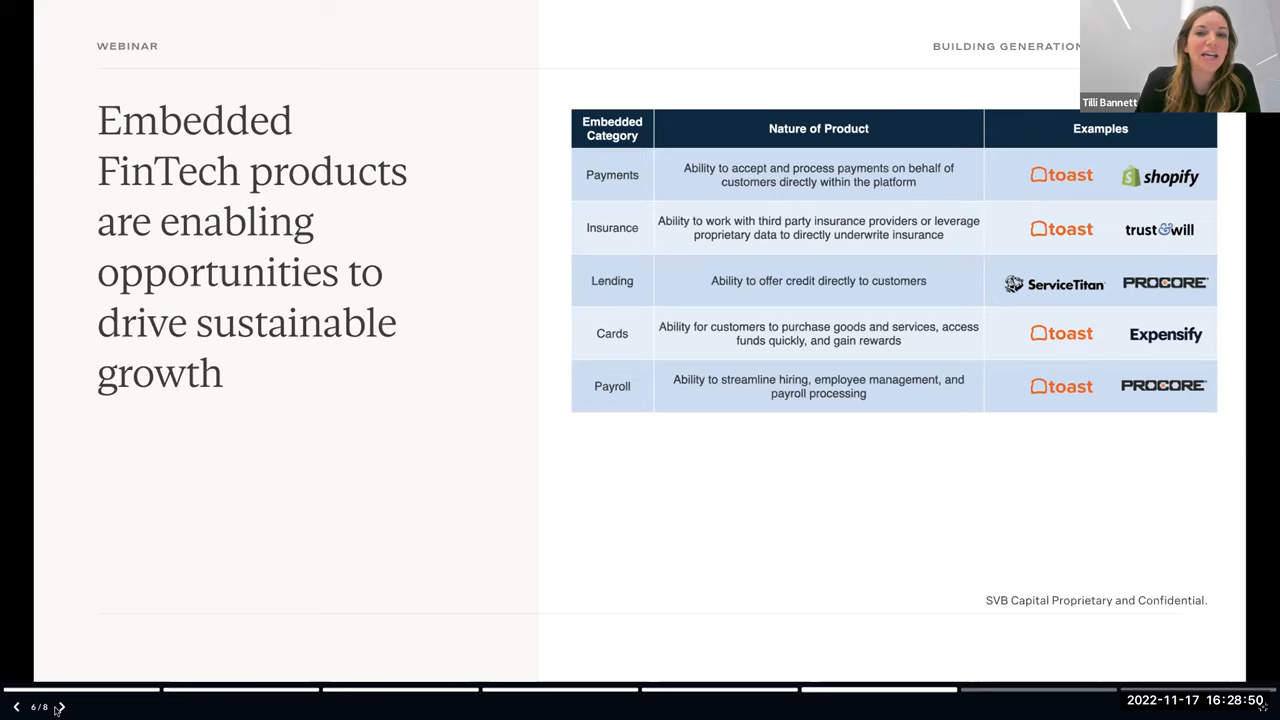 WEBINAR
BUILDING GENERATION
Tilli Bannett
Embedded
FinTech products
are enabling
opportunities to
drive sustainable
growth
Embedded
Category
Nature of Product
Examples
Payments
Ability to accept and process payments on behalf of
customers directly within the platform
toast
shopify
Insurance
Ability to work with third party insurance providers or leverage
proprietary data to directly underwrite insurance
toast
trust&will
Lending
Ability to offer credit directly to customers
ServiceTitan
PROCORE
Cards
Ability for customers to purchase goods and services, access
funds quickly, and gain rewards
toast
Expensify
Payroll
Ability to streamline hiring, employee management, and
payroll processing
toast
PROCORE
SVB Capital Proprietary and Confidential.
6/8
2022-11-17 16:28:50